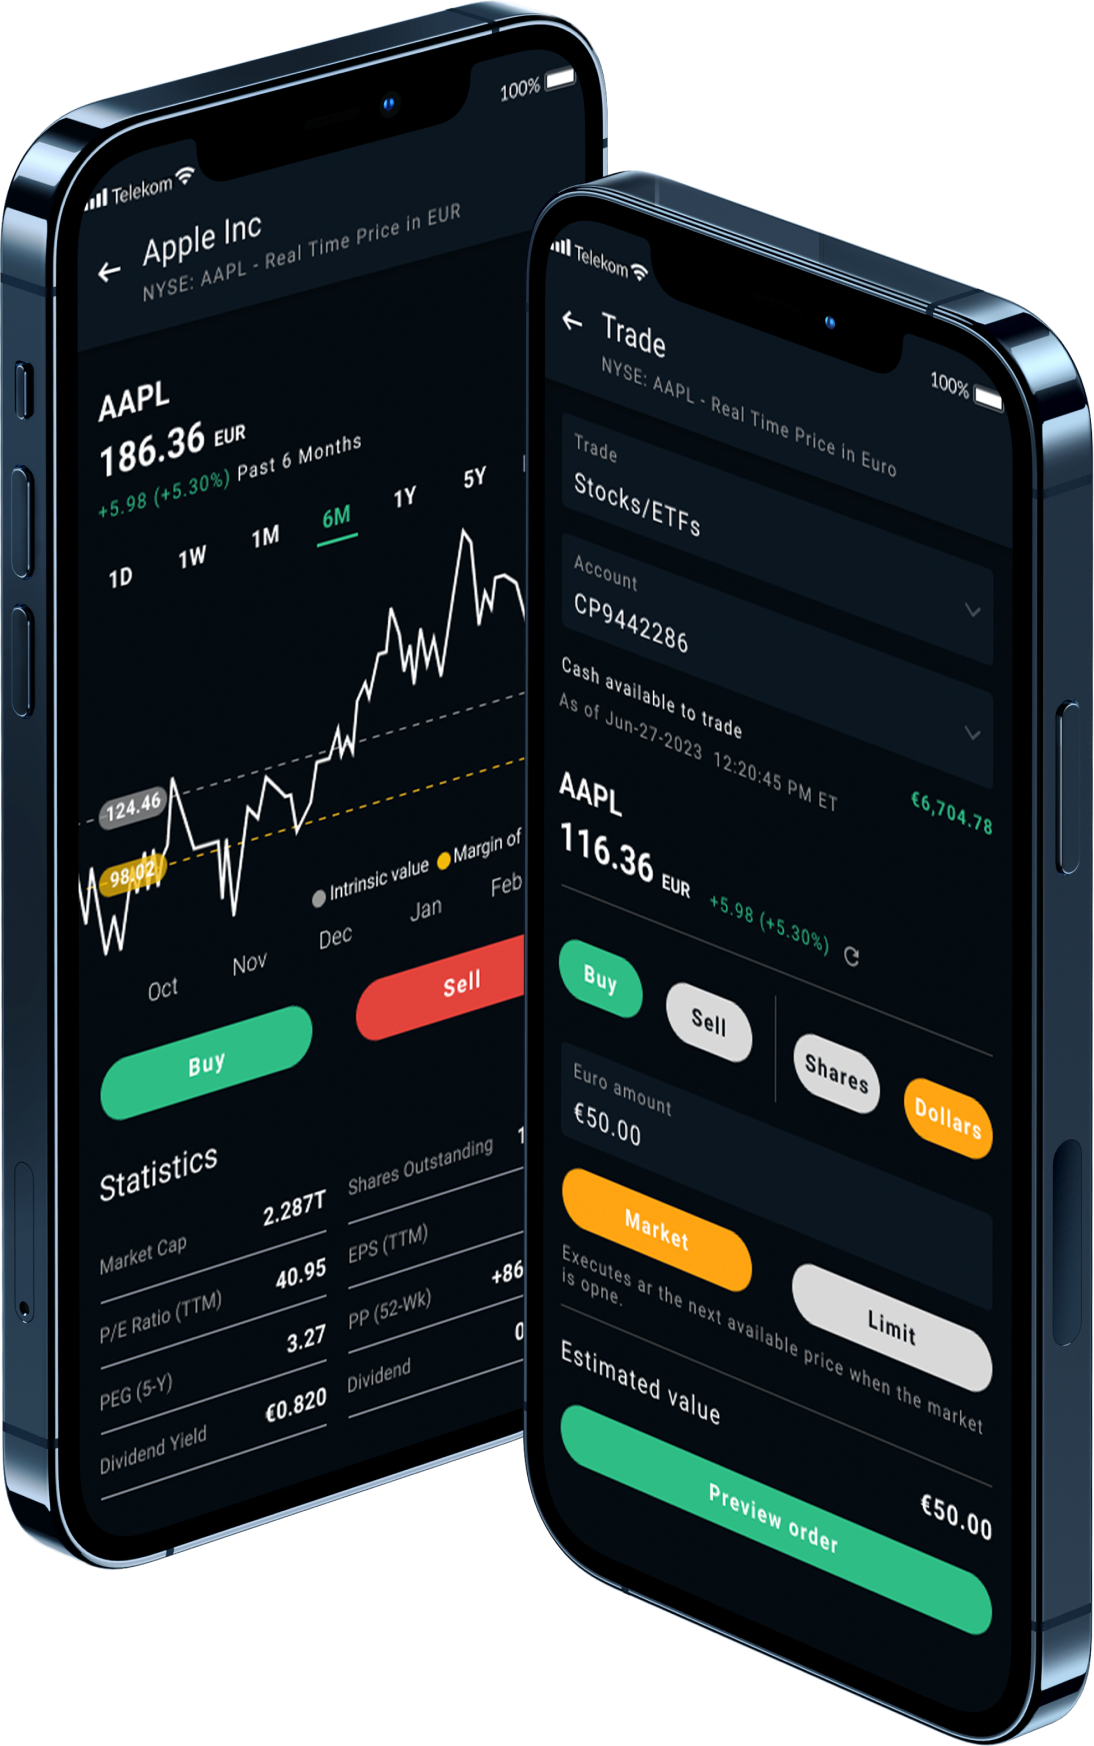 Telekom
100%
Apple Inc
NYSE: AAPL - Real Time Price in EUR
AAPL
186.36 EUR
+5.98 (+5.30%) Past 6 Months
1D 1W 1M 6M 1Y 5Y
124.46
98.02
Intrinsic value Margin of
Oct Nov Dec Jan Feb
Buy Sell
Statistics
Market Cap 2.287T
P/E Ratio (TTM) 40.95
PEG (5-Y) 3.27
Dividend Yield €0.820
Shares Outstanding 1
EPS (TTM)
PP (52-Wk) +86
Dividend 0
Telekom
100%
Trade
NYSE: AAPL - Real Time Price in Euro
Trade
Stocks/ETFs
Account
CP9442286
Cash available to trade
As of Jun-27-2023 12:20:45 PM ET
€6,704.78
AAPL
116.36 EUR +5.98 (+5.30%)
Buy Sell Shares Dollars
Euro amount
€50.00
Market Limit
Executes ar the next available price when the market
is opne.
Estimated value
€50.00
Preview order